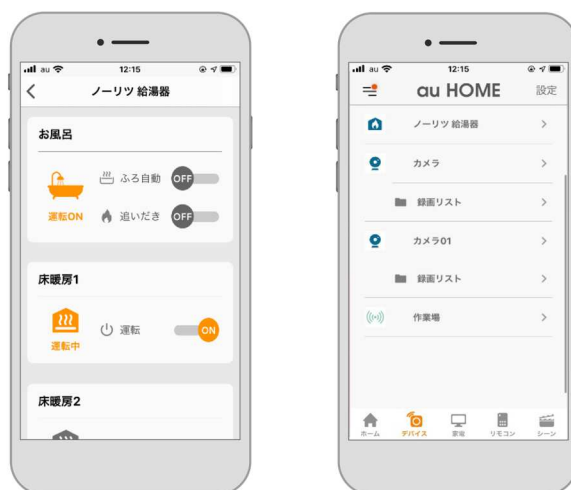 au 12:15
ノーリツ 給湯器
お風呂
運転ON
ふろ自動 OFF
追いだき OFF
床暖房1
運転中
運転 ON
床暖房2
au 12:15
au HOME 設定
ノーリツ 給湯器
カメラ
録画リスト
カメラ01
録画リスト
作業場
ホーム デバイス 家電 リモコン シーン